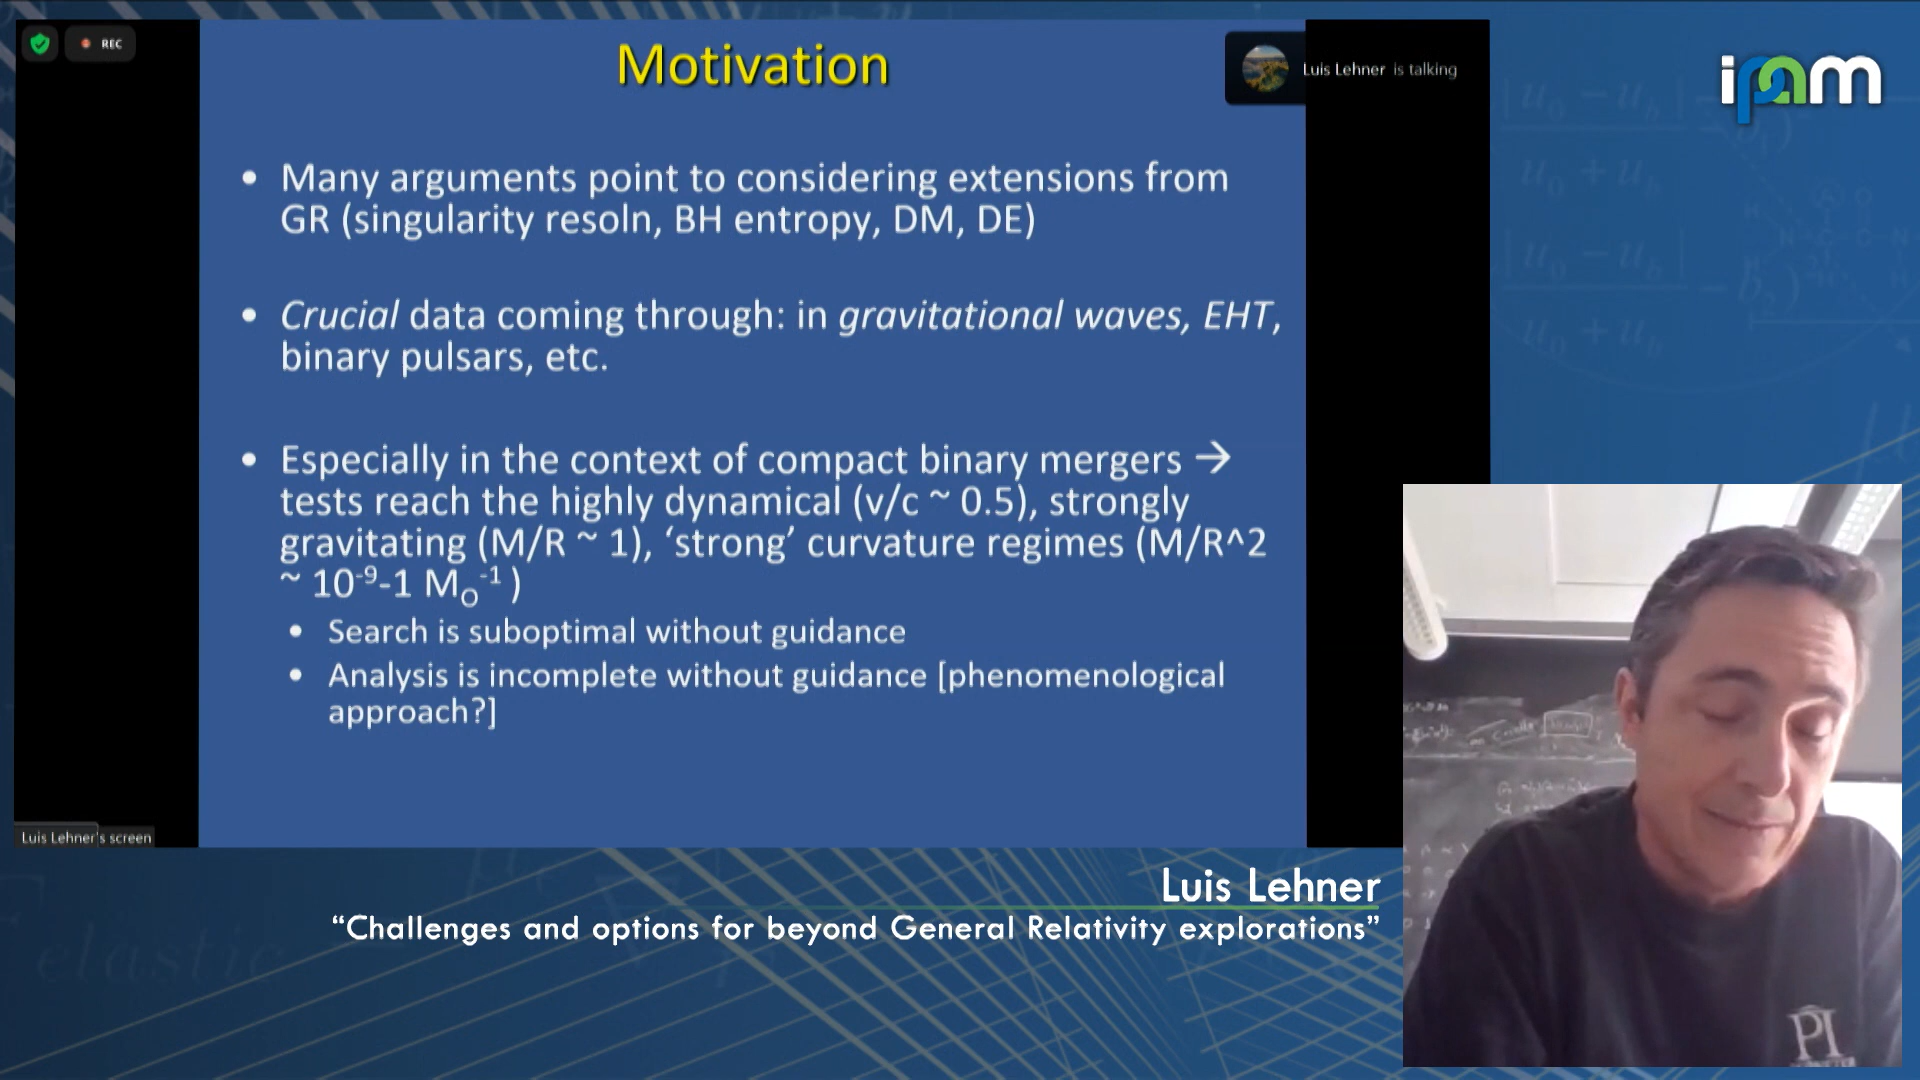 REC
Motivation
Luis Lehner is talking
ipam
• Many arguments point to considering extensions from
GR (singularity resoln, BH entropy, DM, DE)
• Crucial data coming through: in gravitational waves, EHT,
binary pulsars, etc.
• Especially in the context of compact binary mergers →
tests reach the highly dynamical (v/c ~ 0.5), strongly
gravitating (M/R ~ 1), ‘strong’ curvature regimes (M/R^2
~ 10⁻⁹-1 M_O⁻¹ )
• Search is suboptimal without guidance
• Analysis is incomplete without guidance [phenomenological
approach?]
Luis Lehner's screen
Luis Lehner
“Challenges and options for beyond General Relativity explorations”
PI
elastic